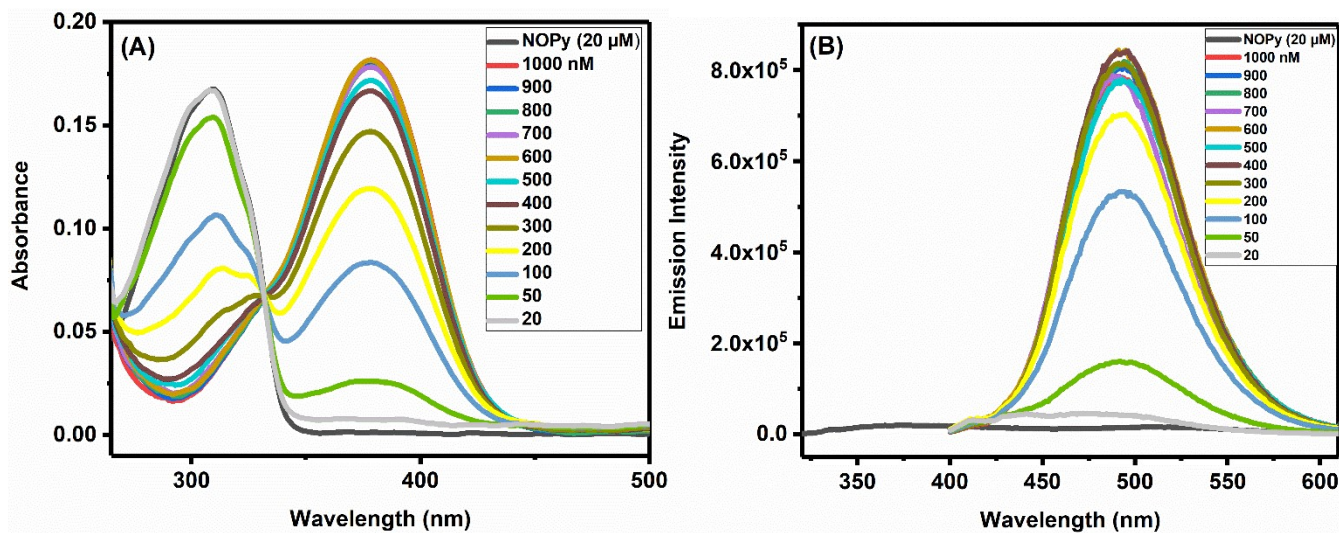 (A)
Absorbance
0.20
0.15
0.10
0.05
0.00
300
400
500
Wavelength (nm)
NOPy (20 µM)
1000 nM
900
800
700
600
500
400
300
200
100
50
20
(B)
Emission Intensity
8.0x10⁵
6.0x10⁵
4.0x10⁵
2.0x10⁵
0.0
350
400
450
500
550
600
Wavelength (nm)
NOPy (20 µM)
1000 nM
900
800
700
600
500
400
300
200
100
50
20